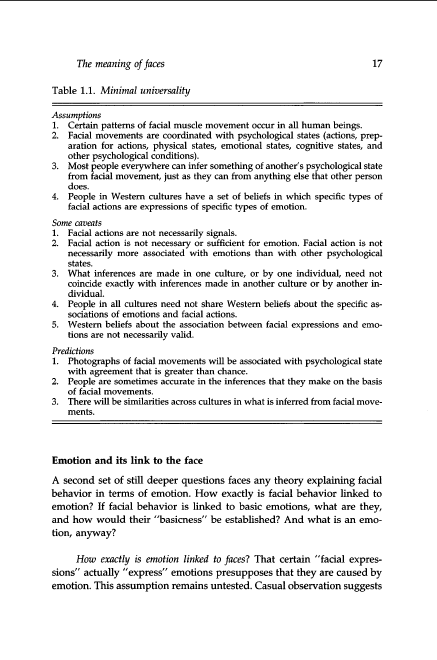 The meaning of faces 17
Table 1.1. Minimal universality
Assumptions
1. Certain patterns of facial muscle movement occur in all human beings.
2. Facial movements are coordinated with psychological states (actions, prep-
aration for actions, physical states, emotional states, cognitive states, and
other psychological conditions).
3. Most people everywhere can infer something of another's psychological state
from facial movement, just as they can from anything else that other person
does.
4. People in Western cultures have a set of beliefs in which specific types of
facial actions are expressions of specific types of emotion.
Some caveats
1. Facial actions are not necessarily signals.
2. Facial action is not necessary or sufficient for emotion. Facial action is not
necessarily more associated with emotions than with other psychological
states.
3. What inferences are made in one culture, or by one individual, need not
coincide exactly with inferences made in another culture or by another in-
dividual.
4. People in all cultures need not share Western beliefs about the specific as-
sociations of emotions and facial actions.
5. Western beliefs about the association between facial expressions and emo-
tions are not necessarily valid.
Predictions
1. Photographs of facial movements will be associated with psychological state
with agreement that is greater than chance.
2. People are sometimes accurate in the inferences that they make on the basis
of facial movements.
3. There will be similarities across cultures in what is inferred from facial move-
ments.
Emotion and its link to the face
A second set of still deeper questions faces any theory explaining facial
behavior in terms of emotion. How exactly is facial behavior linked to
emotion? If facial behavior is linked to basic emotions, what are they,
and how would their "basicness" be established? And what is an emo-
tion, anyway?
How exactly is emotion linked to faces? That certain "facial expres-
sions" actually "express" emotions presupposes that they are caused by
emotion. This assumption remains untested. Casual observation suggests